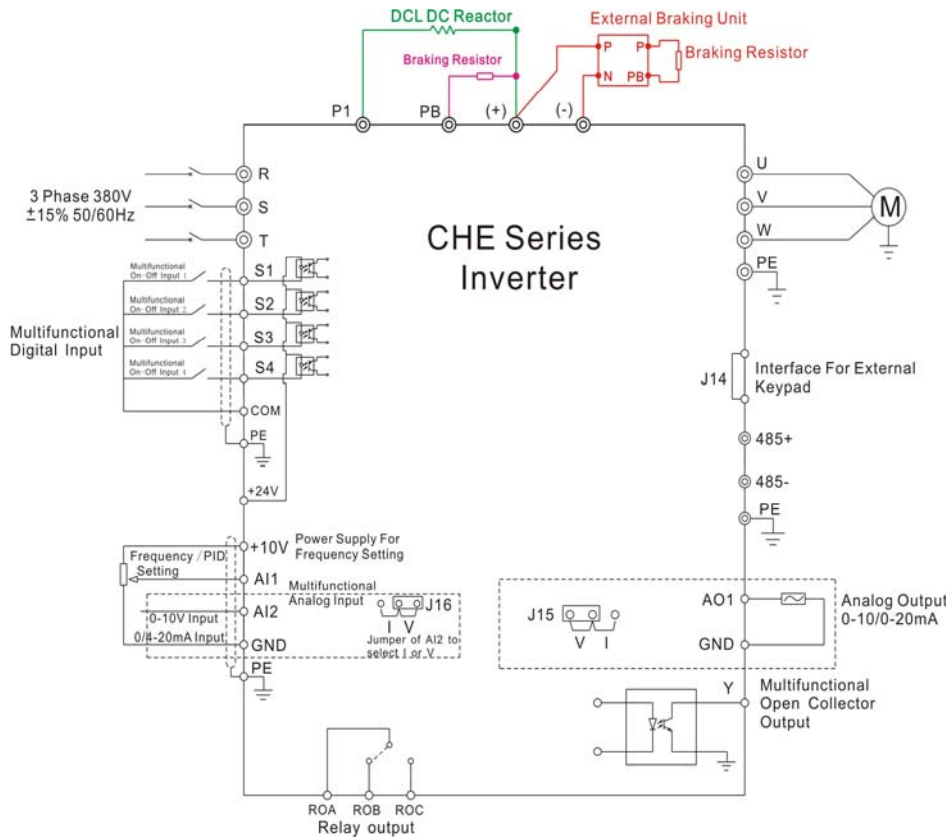 DCL DC Reactor
External Braking Unit
Braking Resistor
P
P
Braking Resistor
N
PB
P1
PB
(+)
(-)
R
U
3 Phase 380V
±15% 50/60Hz
S
V
M
T
W
CHE Series
Inverter
PE
Multifunctional
On-Off Input 1
S1
Multifunctional
On-Off Input 2
S2
Multifunctional
Digital Input
Multifunctional
On-Off Input 3
S3
Multifunctional
On-Off Input 4
S4
J14
Interface For External
Keypad
COM
PE
485+
+24V
485-
PE
+10V
Power Supply For
Frequency Setting
Frequency/PID
Setting
AI1
Multifunctional
Analog Input
AI2
J16
0-10V Input
I V
0/4-20mA Input
GND
Jumper of AI2 to
select I or V
PE
AO1
Analog Output
0-10/0-20mA
J15
V I
GND
Y
Multifunctional
Open Collector
Output
ROA
ROB
ROC
Relay output